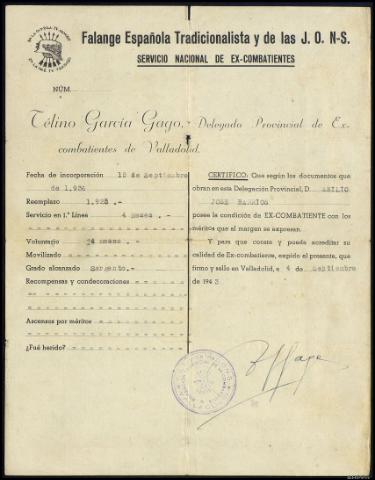 Falange Española Tradicionalista y de las J. O. N-S.
SERVICIO NACIONAL DE EX-COMBATIENTES
NÚM.
Télino García Gago, - Delegado Provincial de Ex-
combatientes de Valladolid.
Fecha de incorporación 18 de Septiembre
de 1.936
Reemplazo 1.928 . -
Servicio en 1.ª Línea 4 meses . -
Voluntario
Movilizado
Grado alcanzado Sargento. -
Recompensas y condecoraciones
Ascensos por méritos
¿Fué herido?
CERTIFICO: Que según los documentos que
obran en esta Delegación Provincial, D. ABILIO
JOSE BARRIOS
posee la condición de EX-COMBATIENTE con los
méritos que al margen se expresan.
Y para que conste y pueda acreditar su
calidad de Ex-combatiente, expido el presente, que
firmo y sello en Valladolid, a 4 de Septiembre
de 1943